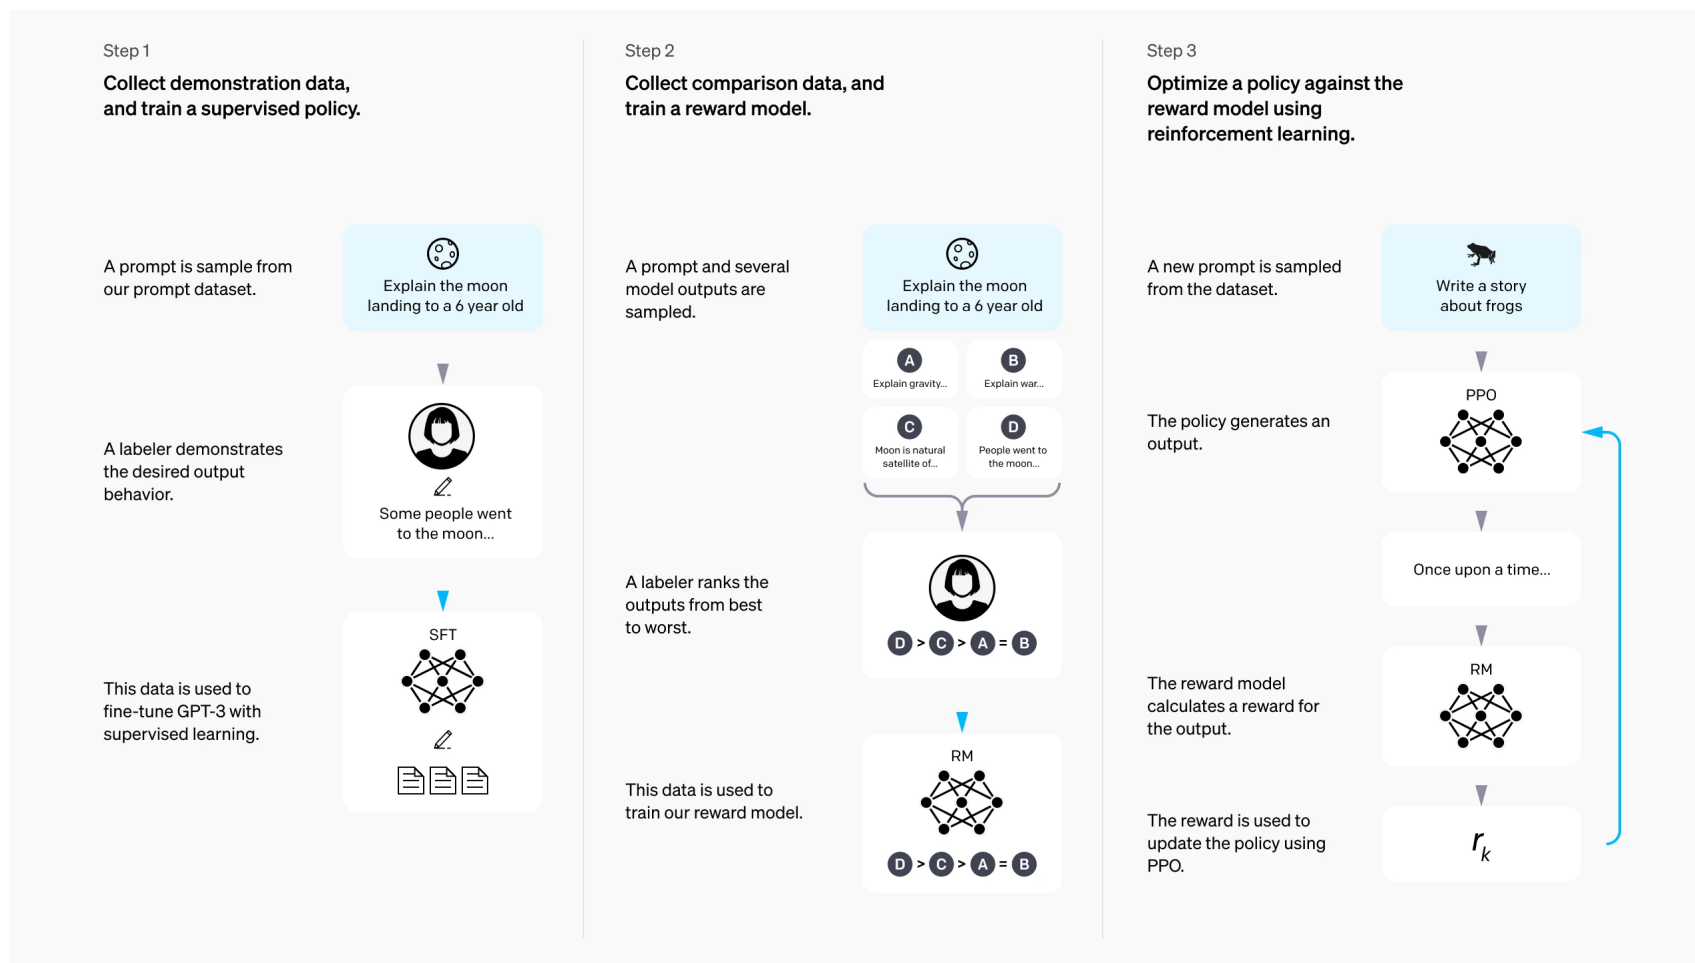 Step 1
Collect demonstration data,
and train a supervised policy.
A prompt is sample from
our prompt dataset.
Explain the moon
landing to a 6 year old
A labeler demonstrates
the desired output
behavior.
Some people went
to the moon...
This data is used to
fine-tune GPT-3 with
supervised learning.
SFT
Step 2
Collect comparison data, and
train a reward model.
A prompt and several
model outputs are
sampled.
Explain the moon
landing to a 6 year old
A
Explain gravity...
B
Explain war...
C
Moon is natural
satellite of...
D
People went to
the moon...
A labeler ranks the
outputs from best
to worst.
D > C > A = B
This data is used to
train our reward model.
RM
D > C > A = B
Step 3
Optimize a policy against the
reward model using
reinforcement learning.
A new prompt is sampled
from the dataset.
Write a story
about frogs
The policy generates an
output.
PPO
Once upon a time...
The reward model
calculates a reward for
the output.
RM
The reward is used to
update the policy using
PPO.
rk